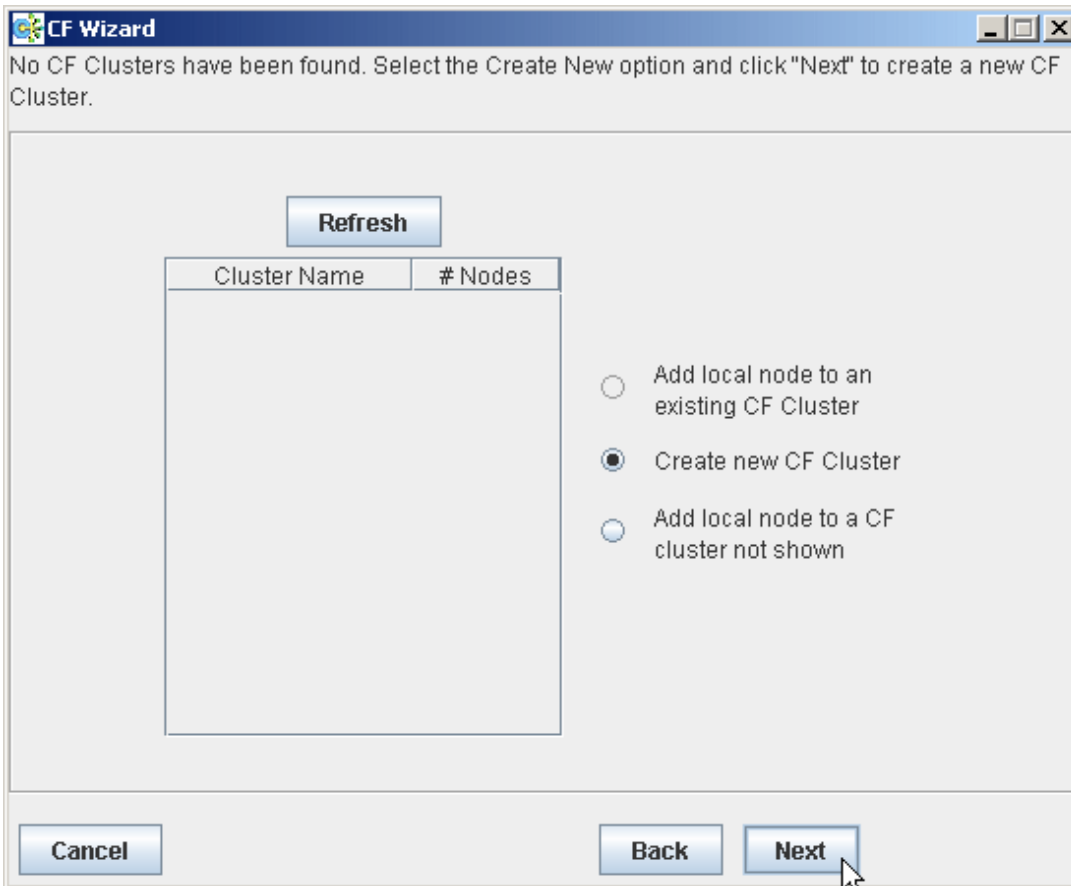 CF Wizard
No CF Clusters have been found. Select the Create New option and click "Next" to create a new CF
Cluster.
Refresh
Cluster Name # Nodes
Add local node to an
existing CF Cluster
Create new CF Cluster
Add local node to a CF
cluster not shown
Cancel Back Next